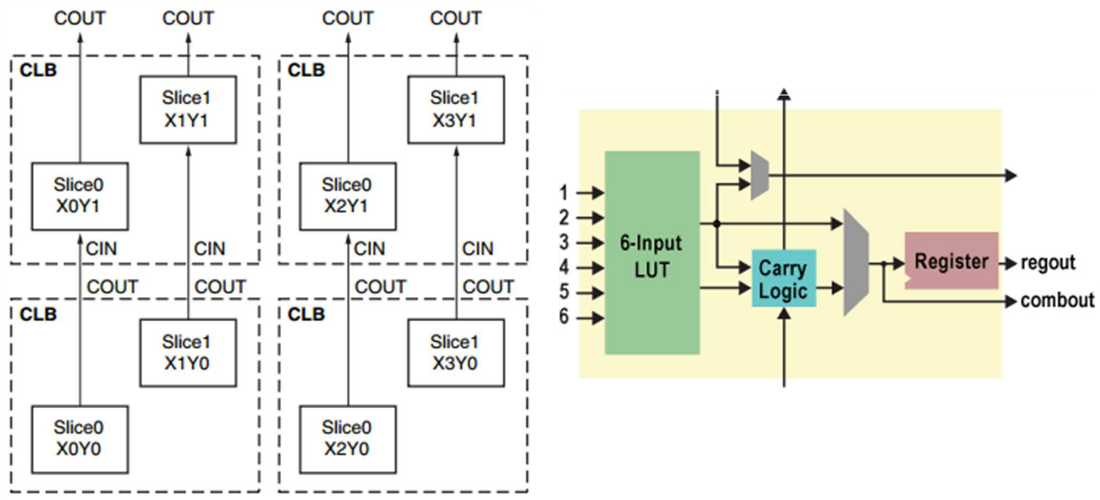 COUT COUT COUT COUT
CLB
Slice1
X1Y1
Slice0
X0Y1
CIN CIN
CLB
Slice1
X3Y1
Slice0
X2Y1
CIN CIN
COUT COUT COUT COUT
CLB
Slice1
X1Y0
Slice0
X0Y0
CLB
Slice1
X3Y0
Slice0
X2Y0
1
2
3
4
5
6
6-Input
LUT
Carry
Logic
Register
regout
combout